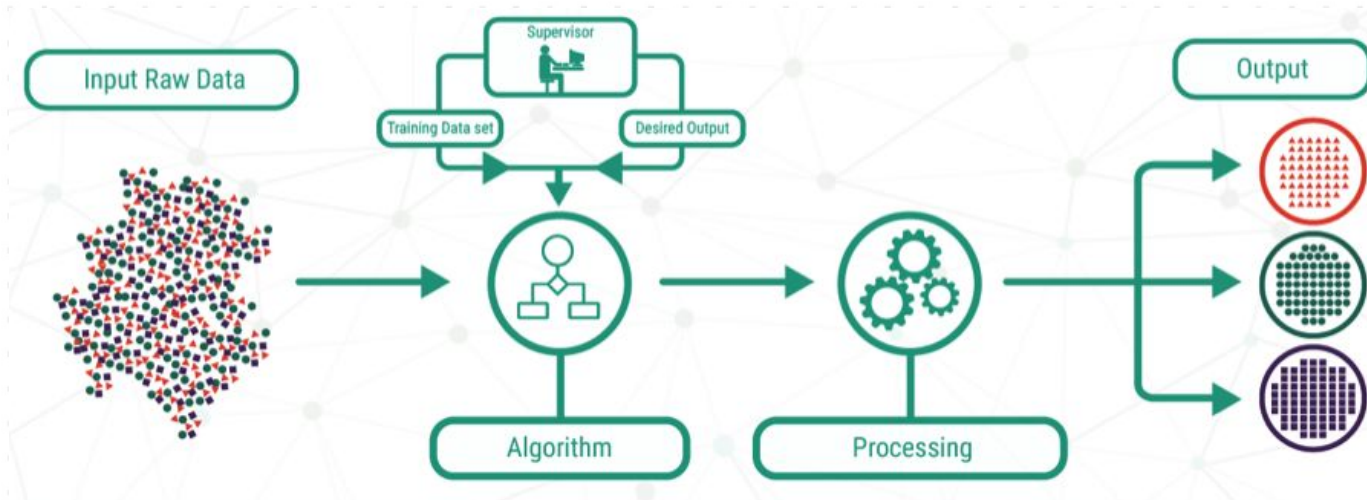 Input Raw Data
Supervisor
Training Data set
Desired Output
Algorithm
Processing
Output